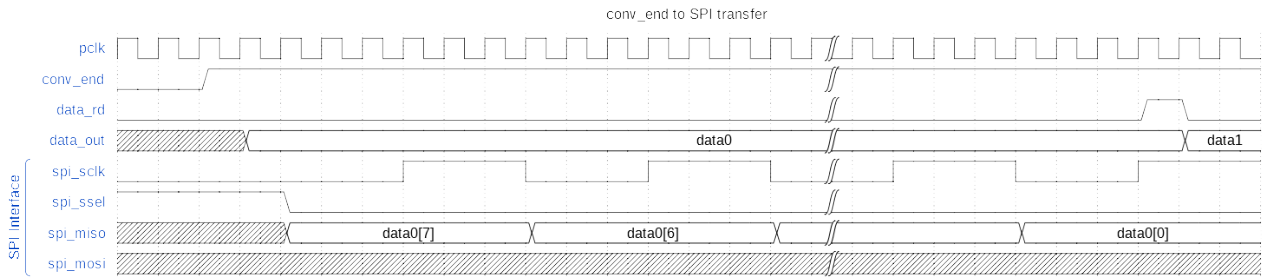 conv_end to SPI transfer
pclk
conv_end
data_rd
data_out data0 data1
spi_sclk
spi_ssel
spi_miso data0[7] data0[6] data0[0]
spi_mosi
SPI Interface